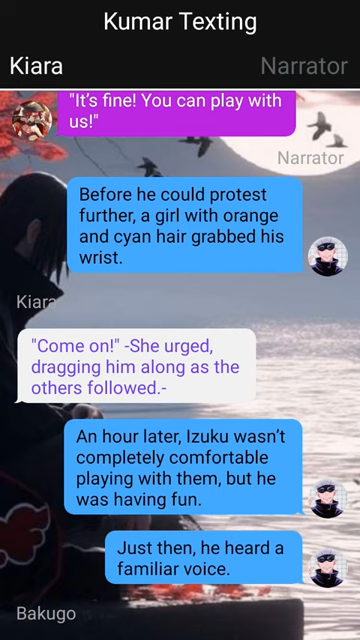 Kumar Texting
Kiara
Narrator
"It's fine! You can play with
us!"
Narrator
Before he could protest
further, a girl with orange
and cyan hair grabbed his
wrist.
Kiara
"Come on!" -She urged,
dragging him along as the
others followed.-
An hour later, Izuku wasn't
completely comfortable
playing with them, but he
was having fun.
Just then, he heard a
familiar voice.
Bakugo